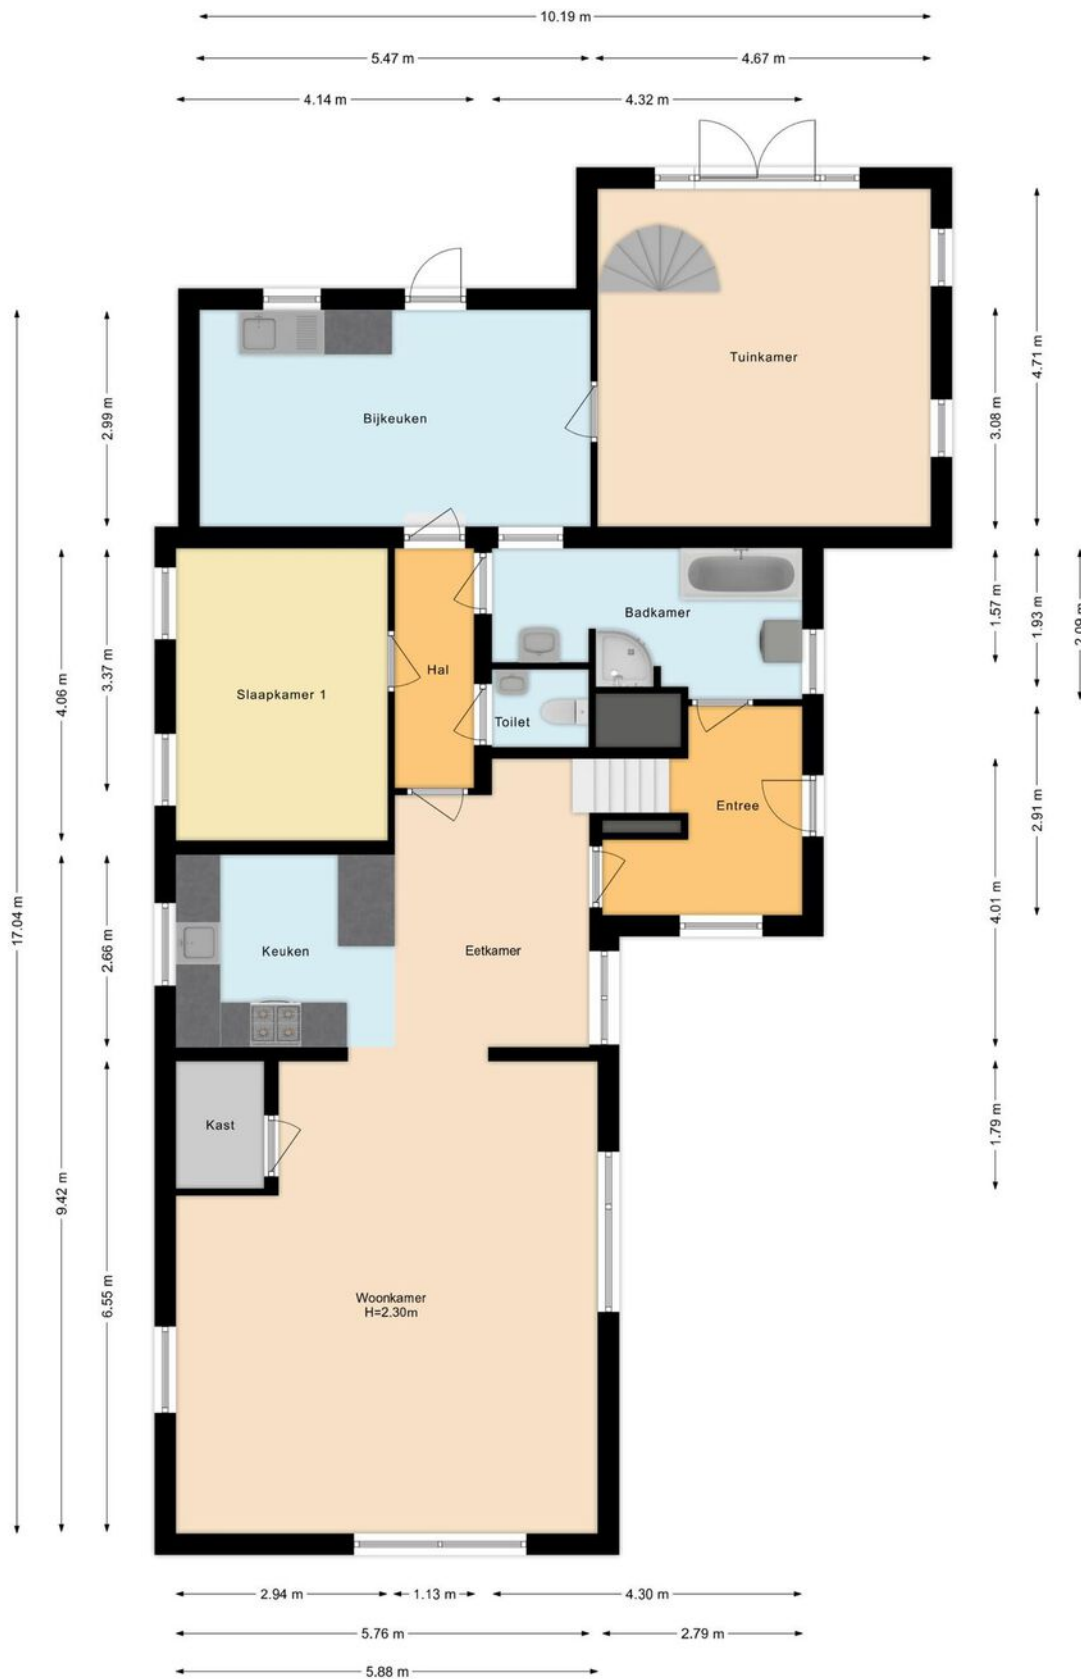 10.19 m
5.47 m
4.67 m
4.14 m
4.32 m
Tuinkamer
Bijkeuken
4.71 m
3.08 m
2.99 m
17.04 m
4.06 m
3.37 m
Slaapkamer 1
Hal
Badkamer
Toilet
1.57 m
1.93 m
2.09 m
Entree
2.91 m
4.01 m
Keuken
Eetkamer
2.66 m
Kast
1.79 m
9.42 m
6.55 m
Woonkamer
H=2.30m
2.94 m
1.13 m
4.30 m
5.76 m
2.79 m
5.88 m